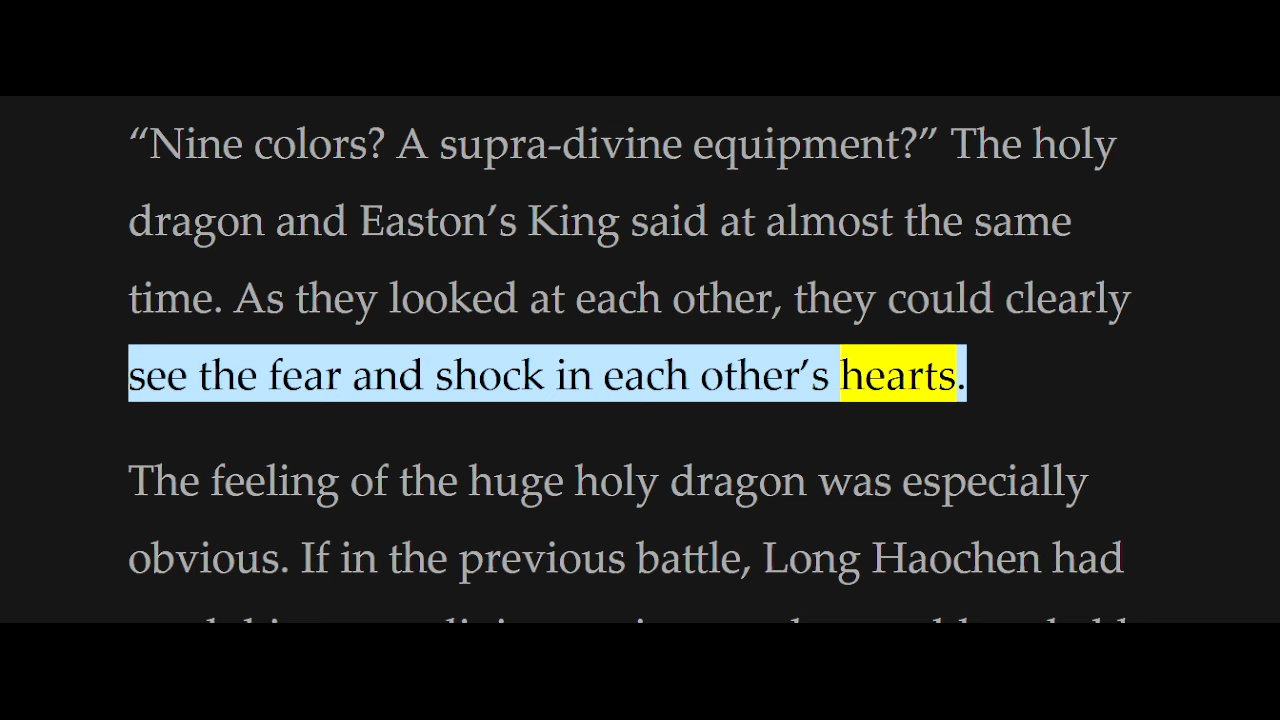 “Nine colors? A supra-divine equipment?” The holy
dragon and Easton’s King said at almost the same
time. As they looked at each other, they could clearly
see the fear and shock in each other’s hearts.
The feeling of the huge holy dragon was especially
obvious. If in the previous battle, Long Haochen had